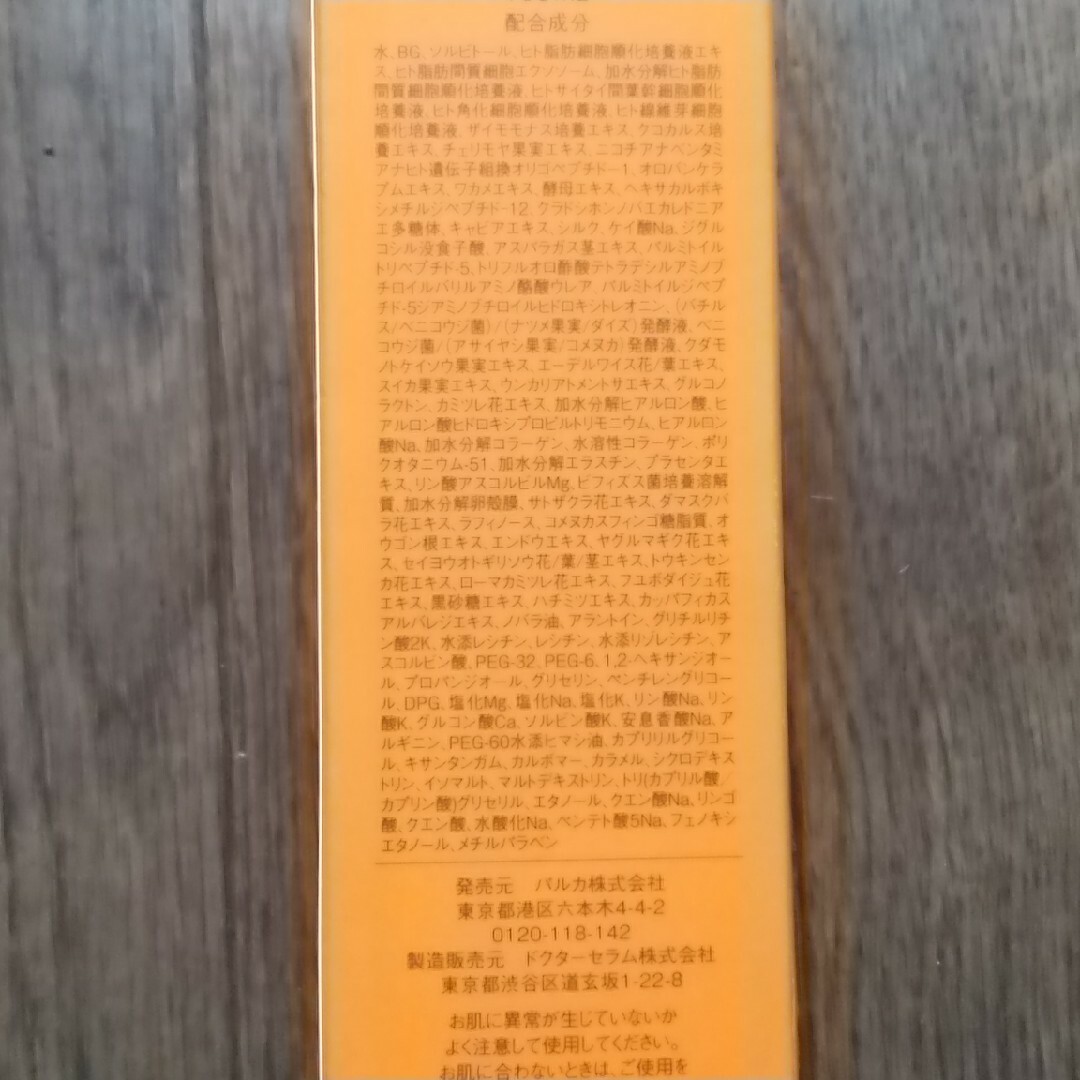 配合成分
水、BG、ソルビトール、ヒト脂肪細胞順化培養液エキ
ス、ヒト脂肪間質細胞エクソソーム、加水分解ヒト脂肪
間質細胞順化培養液、ヒトサイタイ間葉幹細胞順化
培養液、ヒト角化細胞順化培養液、ヒト線維芽細胞
順化培養液、ザイモモナス培養エキス、クコカルス培
養エキス、チェリモヤ果実エキス、ニコチアナベンタミ
アナヒト遺伝子組換オリゴペプチド-1、オロバンケラ
プムエキス、ワカメエキス、酵母エキス、ヘキサカルボキ
シメチルジペプチド-12、クラドシホンノバエカレドニア
エ多糖体、キャビアエキス、シルク、ケイ酸Na、ジグル
コシル没食子酸、アスパラガス茎エキス、パルミトイル
トリペプチド-5、トリフルオロ酢酸テトラデシルアミノブ
チロイルバリルアミノ酪酸ウレア、パルミトイルジペプ
チド-5ジアミノブチロイルヒドロキシトレオニン、(バチル
ス/ベニコウジ菌)/(ナツメ果実/ダイズ)発酵液、ベニ
コウジ菌/(アサイヤシ果実/コメヌカ)発酵液、クダモ
ノトケイソウ果実エキス、エーデルワイス花/葉エキス、
スイカ果実エキス、ウンカリアトメントサエキス、グルコノ
ラクトン、カミツレ花エキス、加水分解ヒアルロン酸、ヒ
アルロン酸ヒドロキシプロピルトリモニウム、ヒアルロン
酸Na、加水分解コラーゲン、水溶性コラーゲン、ポリ
クオタニウム-51、加水分解エラスチン、プラセンタエ
キス、リン酸アスコルビルMg、ビフィズス菌培養溶解
質、加水分解卵殻膜、サトザクラ花エキス、ダマスクバ
ラ花エキス、ラフィノース、コメヌカスフィンゴ糖脂質、オ
ウゴン根エキス、エンドウエキス、ヤグルマギク花エキ
ス、セイヨウオトギリソウ花/葉/茎エキス、トウキンセン
カ花エキス、ローマカミツレ花エキス、フユボダイジュ花
エキス、黒砂糖エキス、ハチミツエキス、カッパフィカス
アルバレジエキス、ノバラ油、アラントイン、グリチルリチ
ン酸2K、水添レシチン、レシチン、水添リゾレシチン、ア
スコルビン酸、PEG-32、PEG-6、1,2-ヘキサンジオー
ル、プロパンジオール、グリセリン、ペンチレングリコー
ル、DPG、塩化Mg、塩化Na、塩化K、リン酸Na、リン
酸K、グルコン酸Ca、ソルビン酸K、安息香酸Na、ア
ルギニン、PEG-60水添ヒマシ油、カプリリルグリコー
ル、キサンタンガム、カルボマー、カラメル、シクロデキス
トリン、イソマルト、マルトデキストリン、トリ(カプリル酸/
カプリン酸)グリセリル、エタノール、クエン酸Na、リンゴ
酸、クエン酸、水酸化Na、ペンテト酸5Na、フェノキシ
エタノール、メチルパラベン
発売元　パルカ株式会社
東京都港区六本木4-4-2
0120-118-142
製造販売元　ドクターセラム株式会社
東京都渋谷区道玄坂1-22-8
お肌に異常が生じていないか
よく注意して使用してください。
お肌に合わないときは、ご使用を